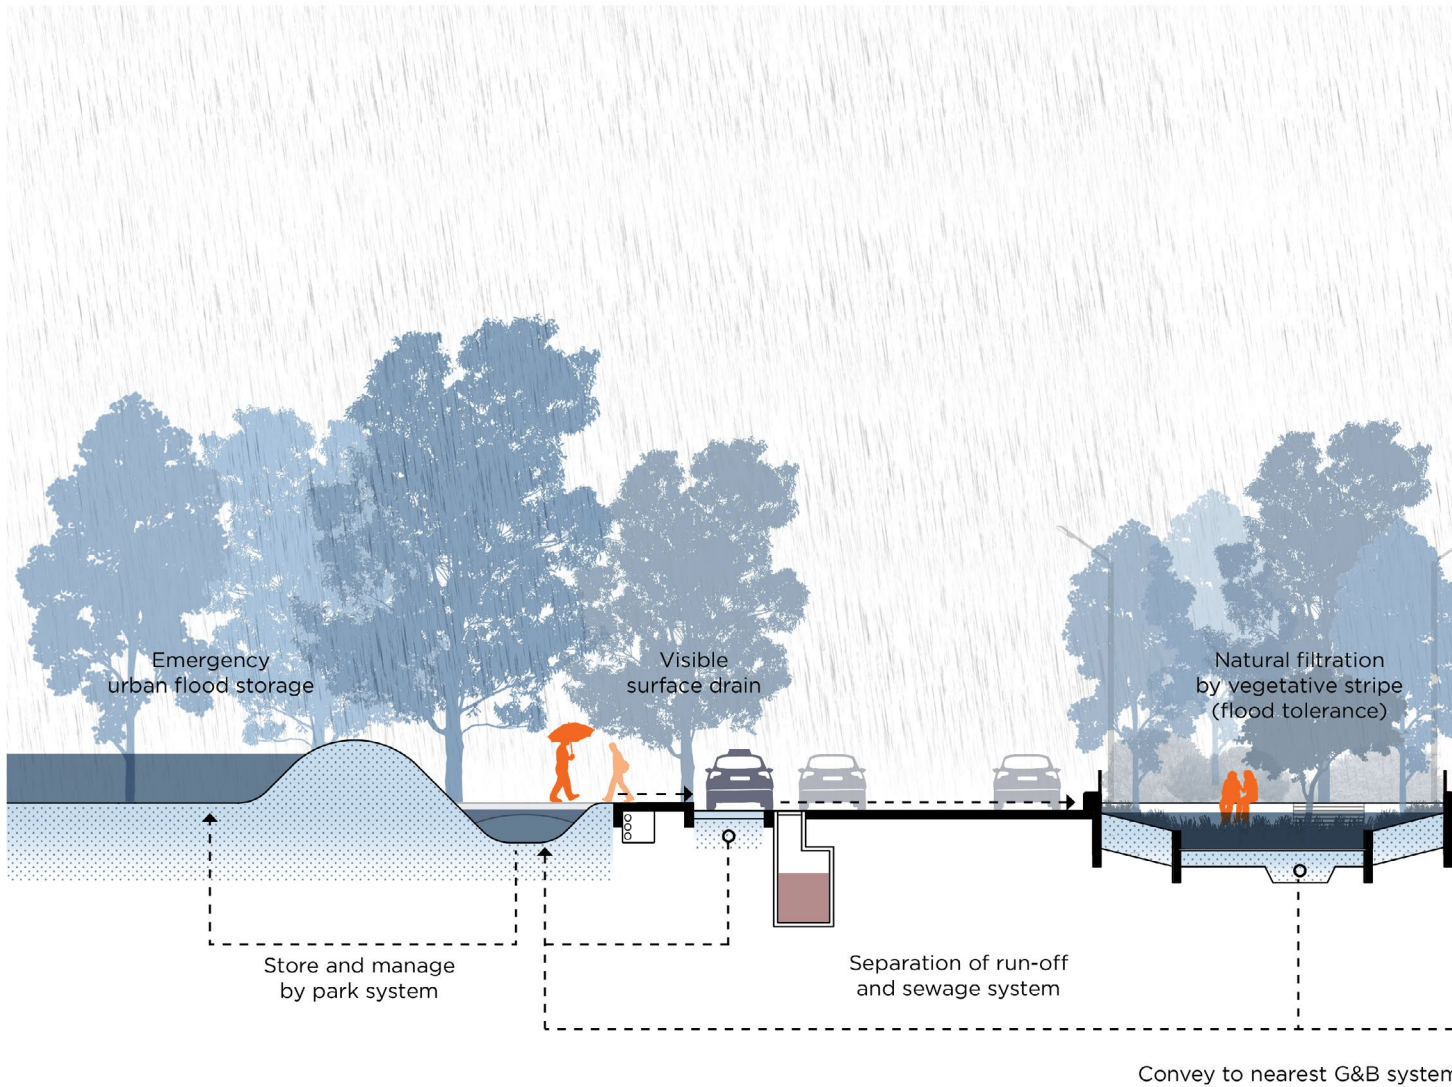 Emergency
urban flood storage
Visible
surface drain
Natural filtration
by vegetative stripe
(flood tolerance)
Store and manage
by park system
Separation of run-off
and sewage system
Convey to nearest G&B system